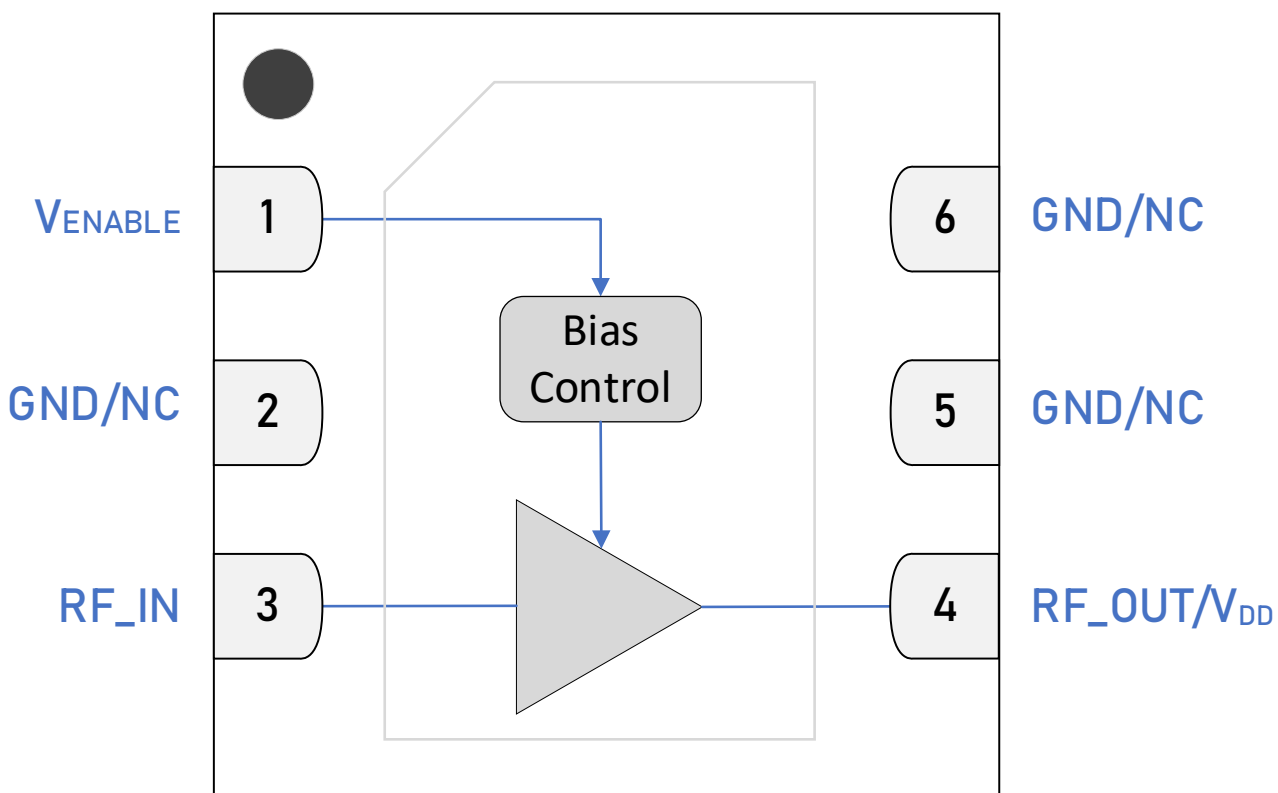 VENABLE
1
6
GND/NC
Bias
Control
GND/NC
2
5
GND/NC
RF_IN
3
4
RF_OUT/VDD